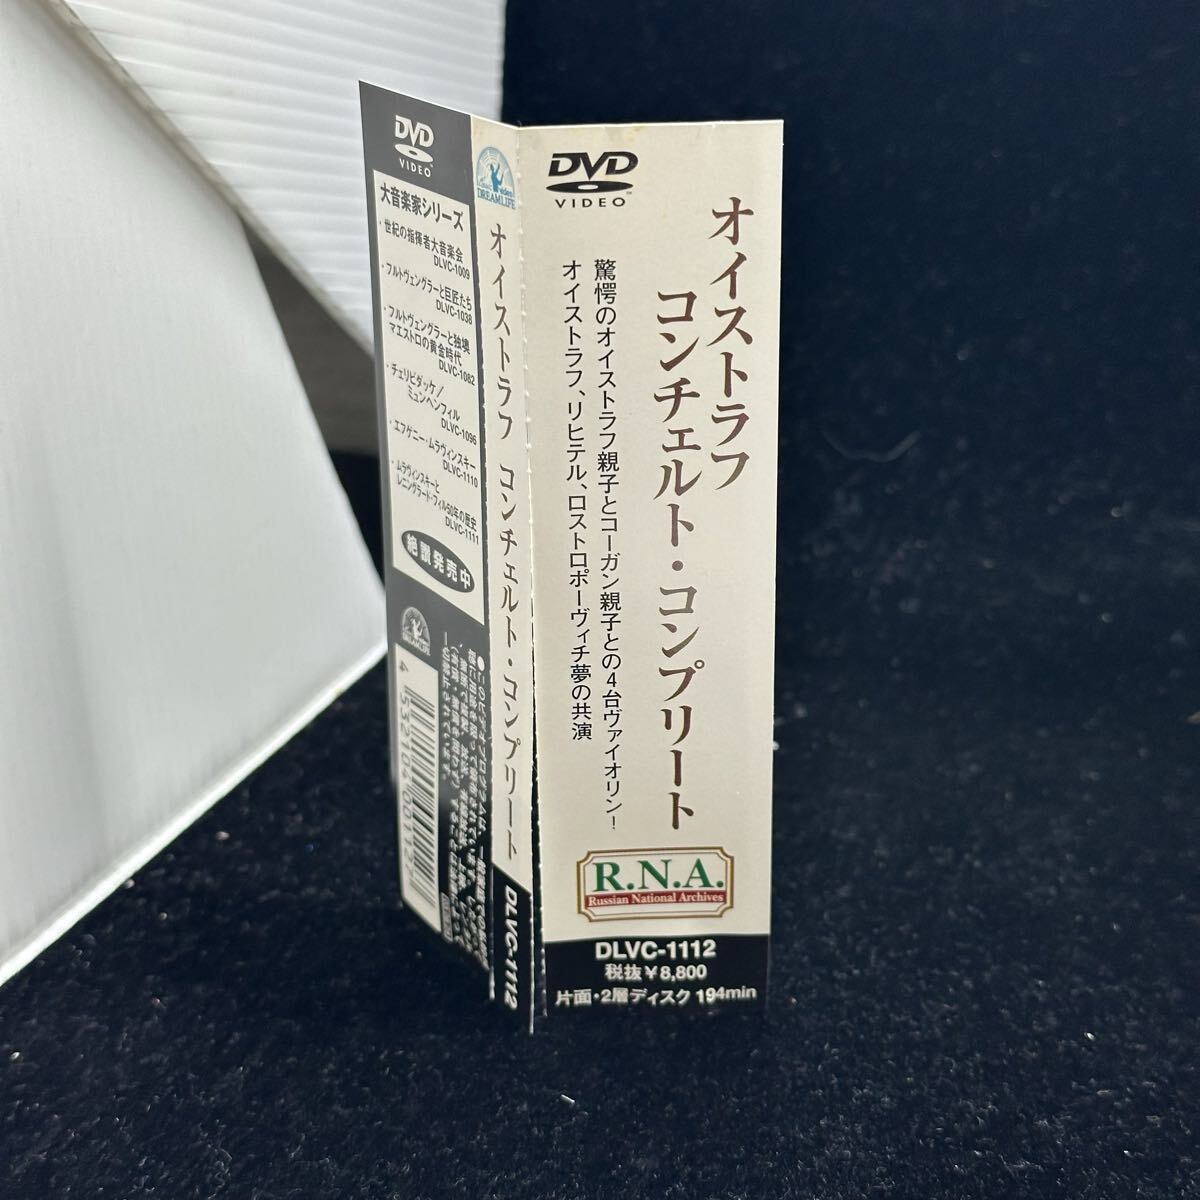 DVD
VIDEO
大音楽家シリーズ
・世紀の指揮者大音楽会
DLVC-1009
・フルトヴェングラーと巨匠たち
DLVC-1038
・フルトヴェングラーと独墺
マエストロの黄金時代
DLVC-1082
・チェリビダッケ/
ミュンヘンフィル
DLVC-1096
・エフゲニー・ムラヴィンスキー
DLVC-1110
・ムラヴィンスキーと
レニングラード・フィル50年の歴史
DLVC-1111
絶讃発売中
DREAMLIFE
DREAMLIFE
オイストラフ コンチェルト・コンプリート
DLVC-1112
DVD
VIDEO
オイストラフ
コンチェルト・コンプリート
驚愕のオイストラフ親子とコーガン親子との4台ヴァイオリン!
オイストラフ、リヒテル、ロストロポーヴィチ夢の共演
R.N.A.
Russian National Archives
DLVC-1112
税抜¥8,800
片面・2層ディスク 194min